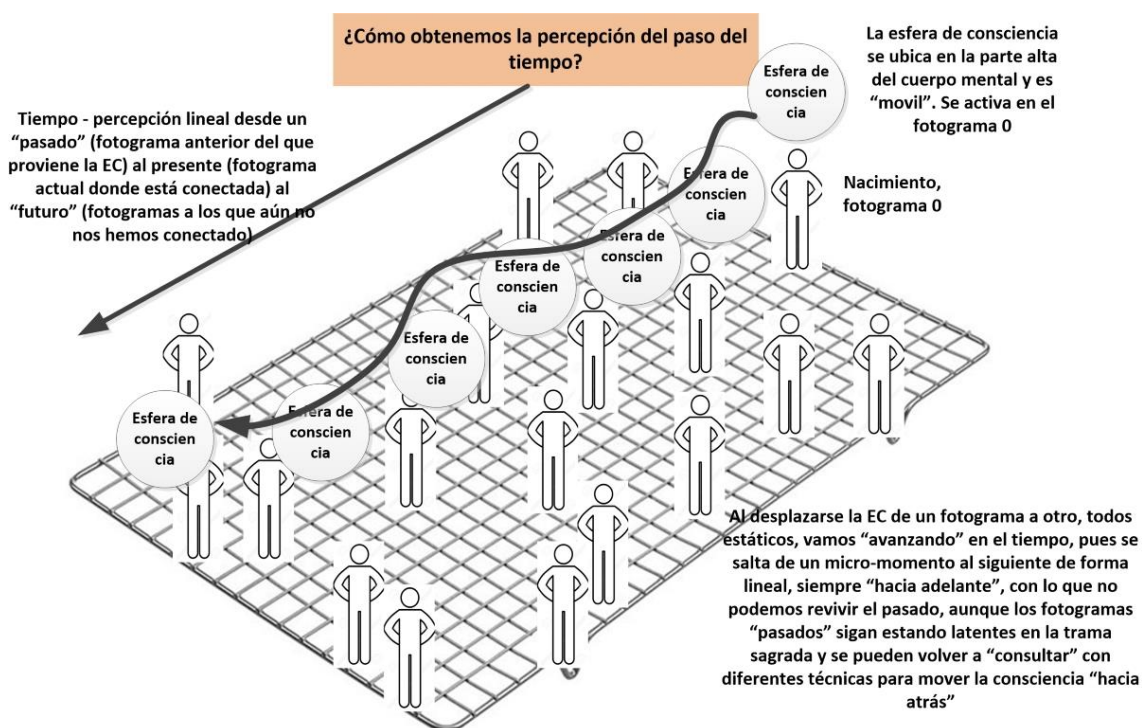 ¿Cómo obtenemos la percepción del paso del
tiempo?
La esfera de consciencia
se ubica en la parte alta
del cuerpo mental y es
“movil”. Se activa en el
fotograma 0
Tiempo - percepción lineal desde un
“pasado” (fotograma anterior del que
proviene la EC) al presente (fotograma
actual donde está conectada) al
“futuro” (fotogramas a los que aún no
nos hemos conectado)
Nacimiento,
fotograma 0
Esfera de
conscien
cia
Esfera de
conscien
cia
Esfera de
conscien
cia
Esfera de
conscien
cia
Esfera de
conscien
cia
Esfera de
conscien
cia
Esfera de
conscien
cia
Al desplazarse la EC de un fotograma a otro, todos
estáticos, vamos “avanzando” en el tiempo, pues se
salta de un micro-momento al siguiente de forma
lineal, siempre “hacia adelante”, con lo que no
podemos revivir el pasado, aunque los fotogramas
“pasados” sigan estando latentes en la trama
sagrada y se pueden volver a “consultar” con
diferentes técnicas para mover la consciencia “hacia
atrás”